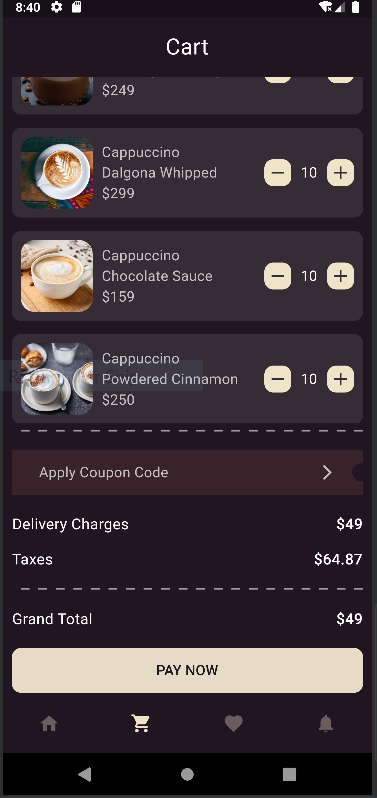 8:40
Cart
$249
Cappuccino
Dalgona Whipped
$299
10
Cappuccino
Chocolate Sauce
$159
10
Cappuccino
Powdered Cinnamon
$250
10
Apply Coupon Code
Delivery Charges
$49
Taxes
$64.87
Grand Total
$49
PAY NOW